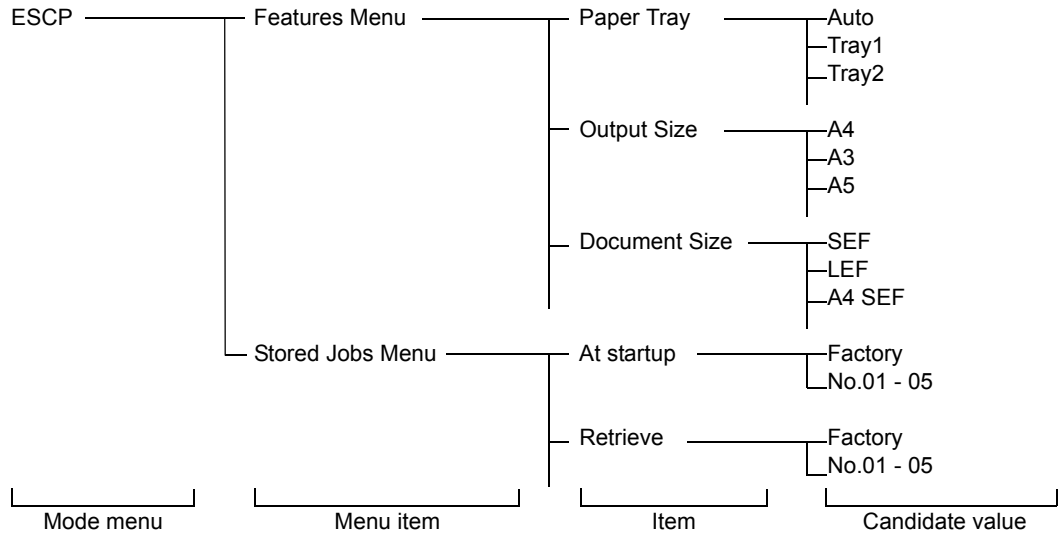 ESCP Features Menu Paper Tray Auto
Tray1
Tray2
Output Size A4
A3
A5
Document Size SEF
LEF
A4 SEF
Stored Jobs Menu At startup Factory
No.01 - 05
Retrieve Factory
No.01 - 05
Mode menu Menu item Item Candidate value